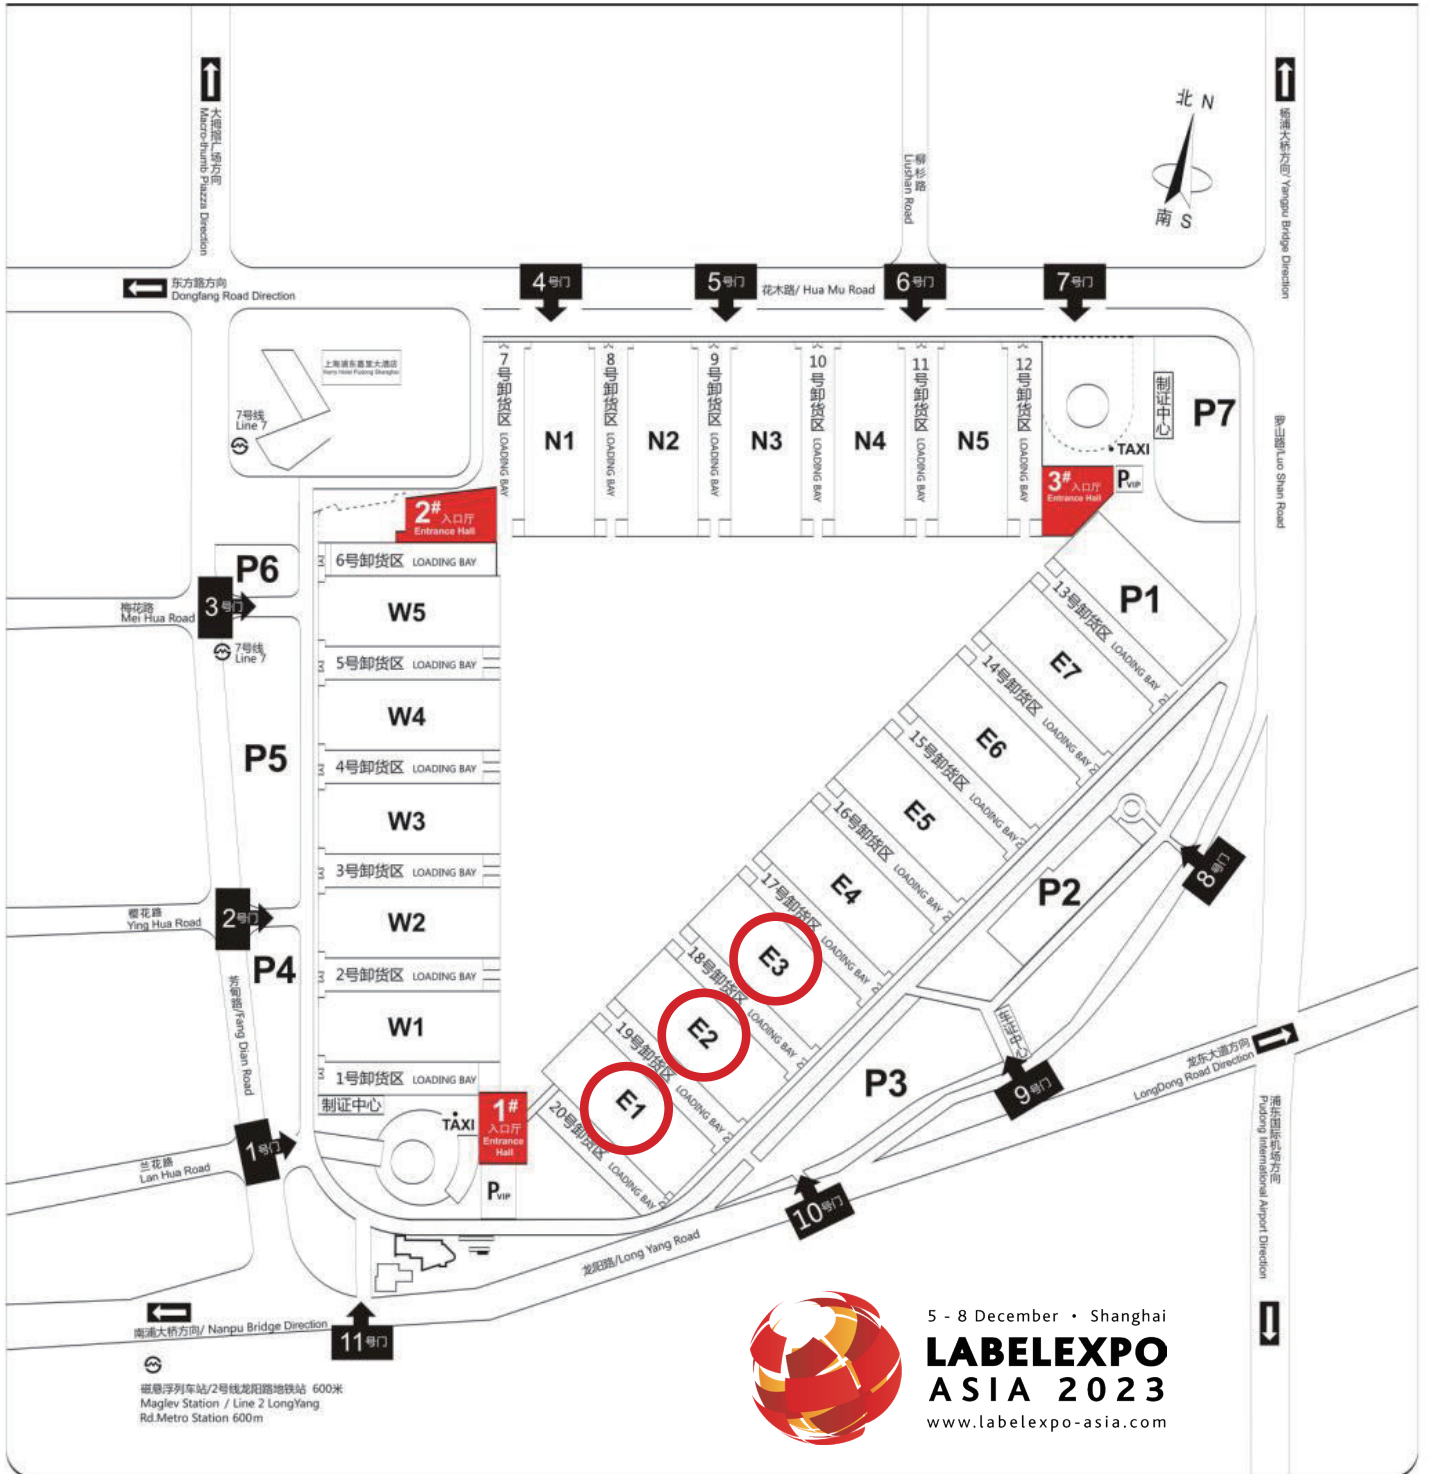 北 N
南 S
大拇指广场方向
Macro-thumb Piazza Direction
柳杉路
Liushan Road
杨浦大桥方向/ Yangpu Bridge Direction
东方路方向
Dongfang Road Direction
4号门
5号门
花木路/ Hua Mu Road
6号门
7号门
上海浦东嘉里大酒店
Kerry Hotel Pudong Shanghai
7号线
Line 7
7号卸货区 LOADING BAY
N1
8号卸货区 LOADING BAY
N2
9号卸货区 LOADING BAY
N3
10号卸货区 LOADING BAY
N4
11号卸货区 LOADING BAY
N5
12号卸货区 LOADING BAY
制证中心
P7
TAXI
PVIP
罗山路/Luo Shan Road
2#入口厅
Entrance Hall
3#入口厅
Entrance Hall
P6
6号卸货区 LOADING BAY
梅花路
Mei Hua Road
3号门
7号线
Line 7
W5
5号卸货区 LOADING BAY
W4
P5
4号卸货区 LOADING BAY
W3
3号卸货区 LOADING BAY
W2
樱花路
Ying Hua Road
2号门
P4
2号卸货区 LOADING BAY
W1
1号卸货区 LOADING BAY
芳甸路/Fang Dian Road
制证中心
TAXI
1#
入口厅
Entrance
Hall
PVIP
兰花路
Lan Hua Road
1号门
P1
13号卸货区 LOADING BAY
E7
14号卸货区 LOADING BAY
E6
15号卸货区 LOADING BAY
E5
16号卸货区 LOADING BAY
E4
17号卸货区 LOADING BAY
E3
18号卸货区 LOADING BAY
E2
19号卸货区 LOADING BAY
E1
20号卸货区 LOADING BAY
P2
8号门
P3
9号门
10号门
龙东大道方向
LongDong Road Direction
浦东国际机场方向
Pudong International Airport Direction
龙阳路/Long Yang Road
南浦大桥方向/ Nanpu Bridge Direction
11号门
磁悬浮列车站/2号线龙阳路地铁站 600米
Maglev Station / Line 2 LongYang
Rd.Metro Station 600m
5 - 8 December • Shanghai
LABELEXPO
ASIA 2023
www.labelexpo-asia.com